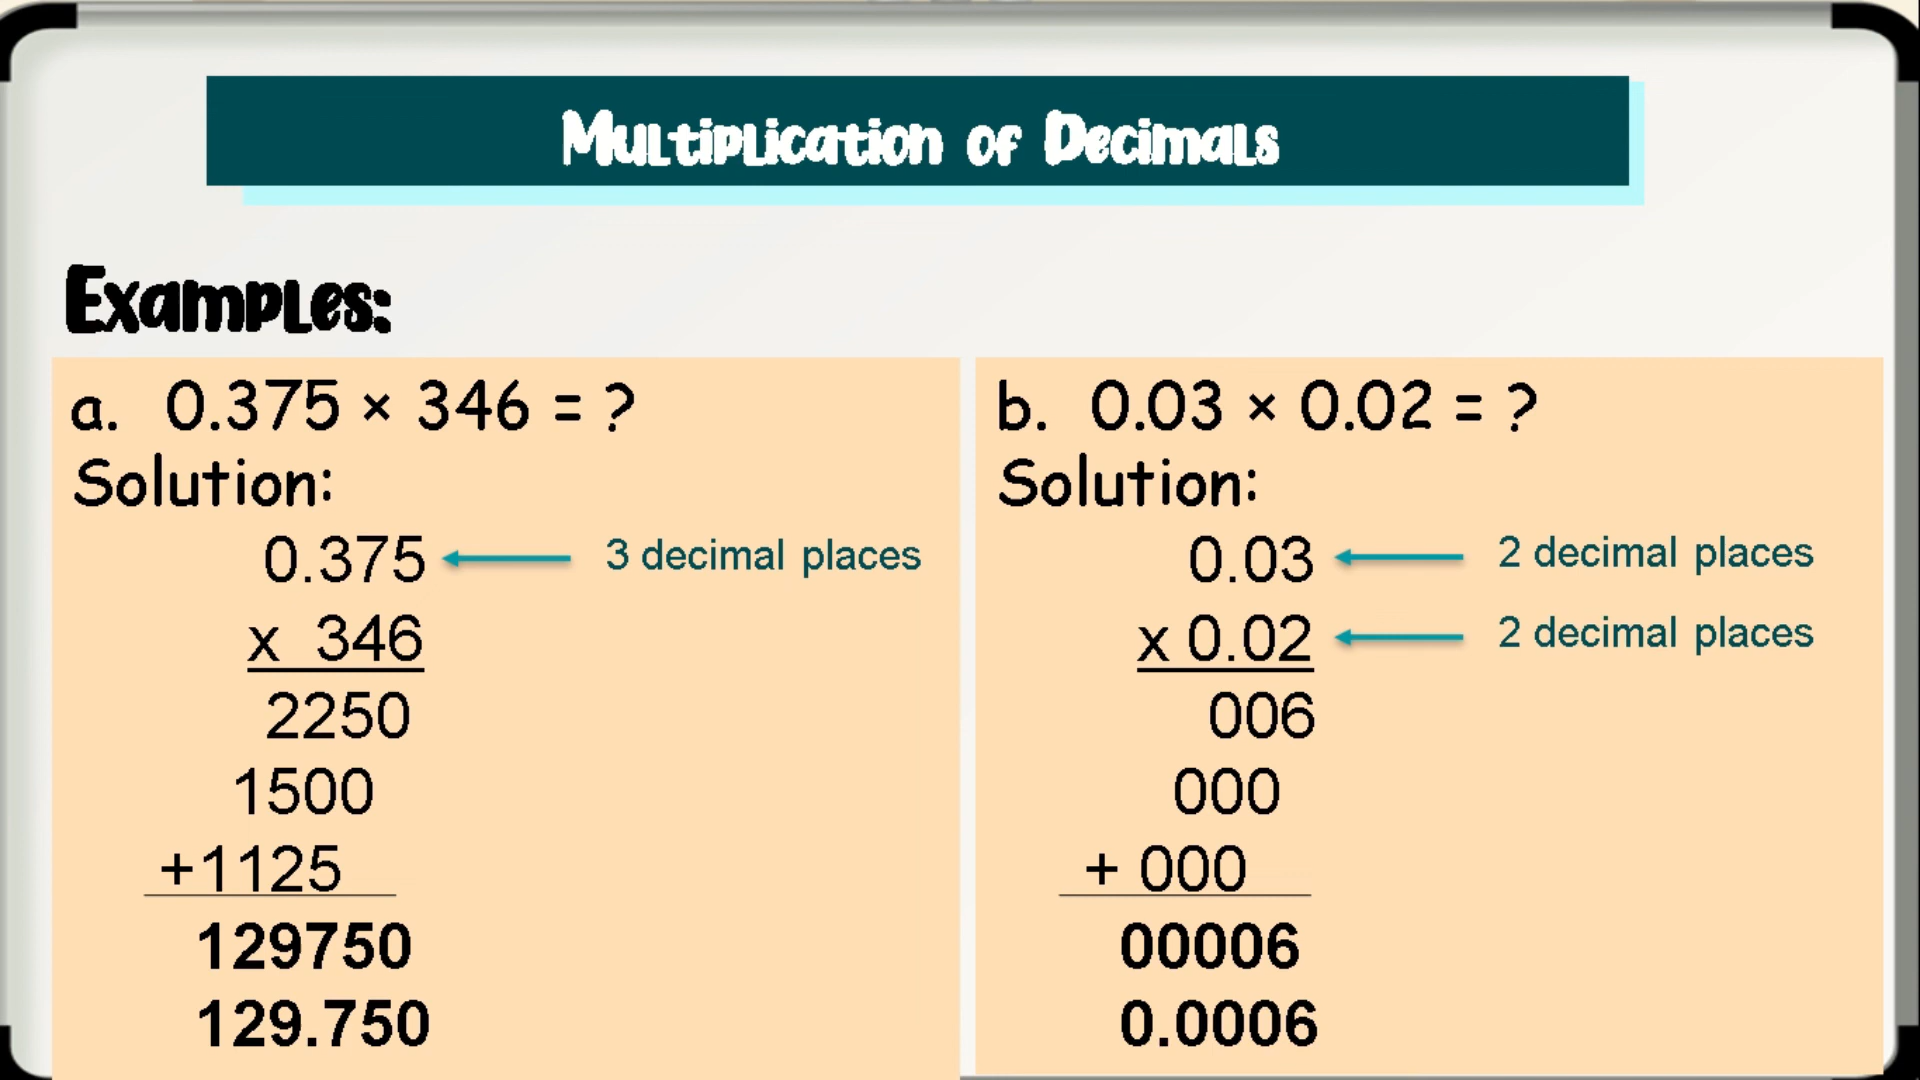 Multiplication of Decimals
Examples:
a. 0.375 × 346 = ?
Solution:
0.375 3 decimal places
x 346
2250
1500
+1125
129750
129.750
b. 0.03 × 0.02 = ?
Solution:
0.03 2 decimal places
x 0.02 2 decimal places
006
000
+ 000
00006
0.0006